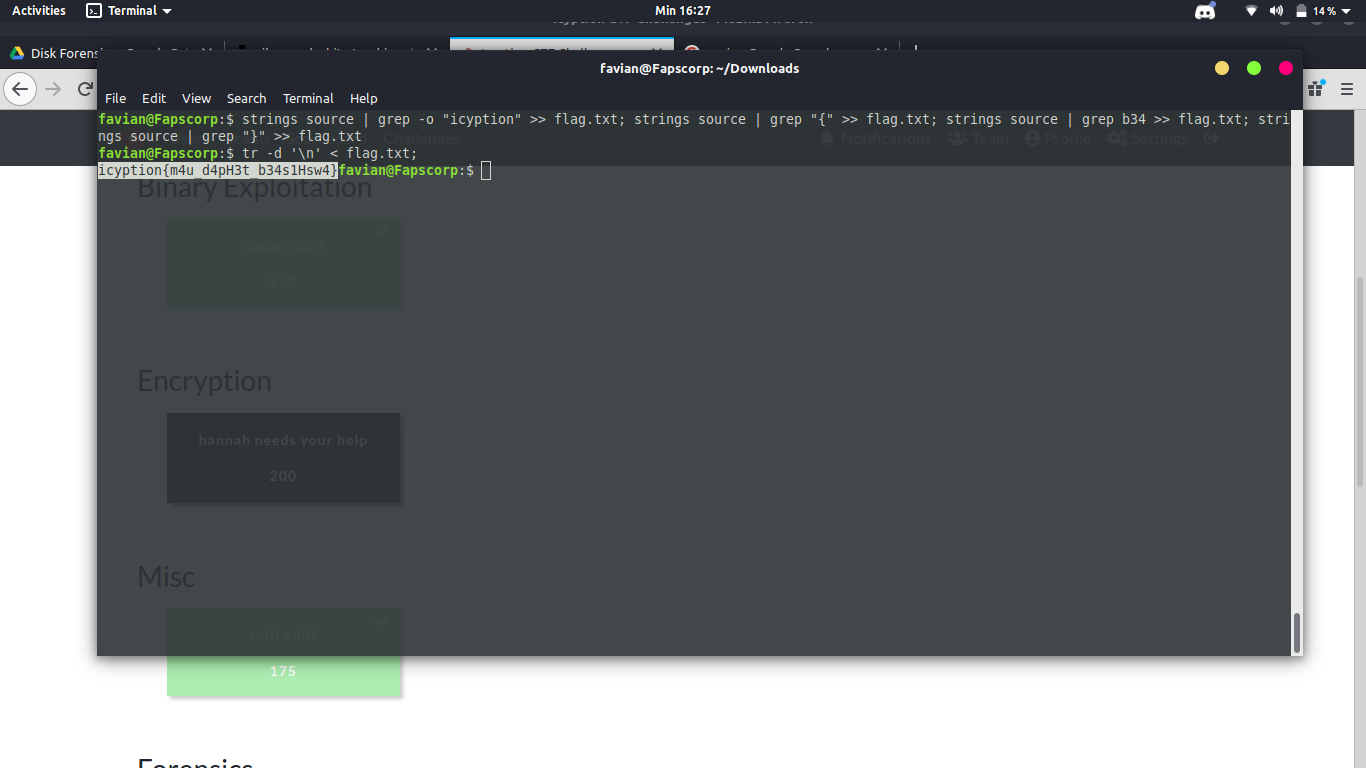 Activities Terminal Min 16:27 14 %
Disk Forens
favian@Fapscorp: ~/Downloads
File Edit View Search Terminal Help
favian@Fapscorp:$ strings source | grep -o "icyption" >> flag.txt; strings source | grep "{" >> flag.txt; strings source | grep b34 >> flag.txt; stri
ngs source | grep "}" >> flag.txt
Challenges Notifications Team Profile Settings
favian@Fapscorp:$ tr -d '\n' < flag.txt;
icyption{m4u_d4pH3t_b34s1Hsw4}favian@Fapscorp:$
Binary Exploitation
Canary bird
350
Encryption
hannah needs your help
200
Misc
sniff sniff
175
Forensics